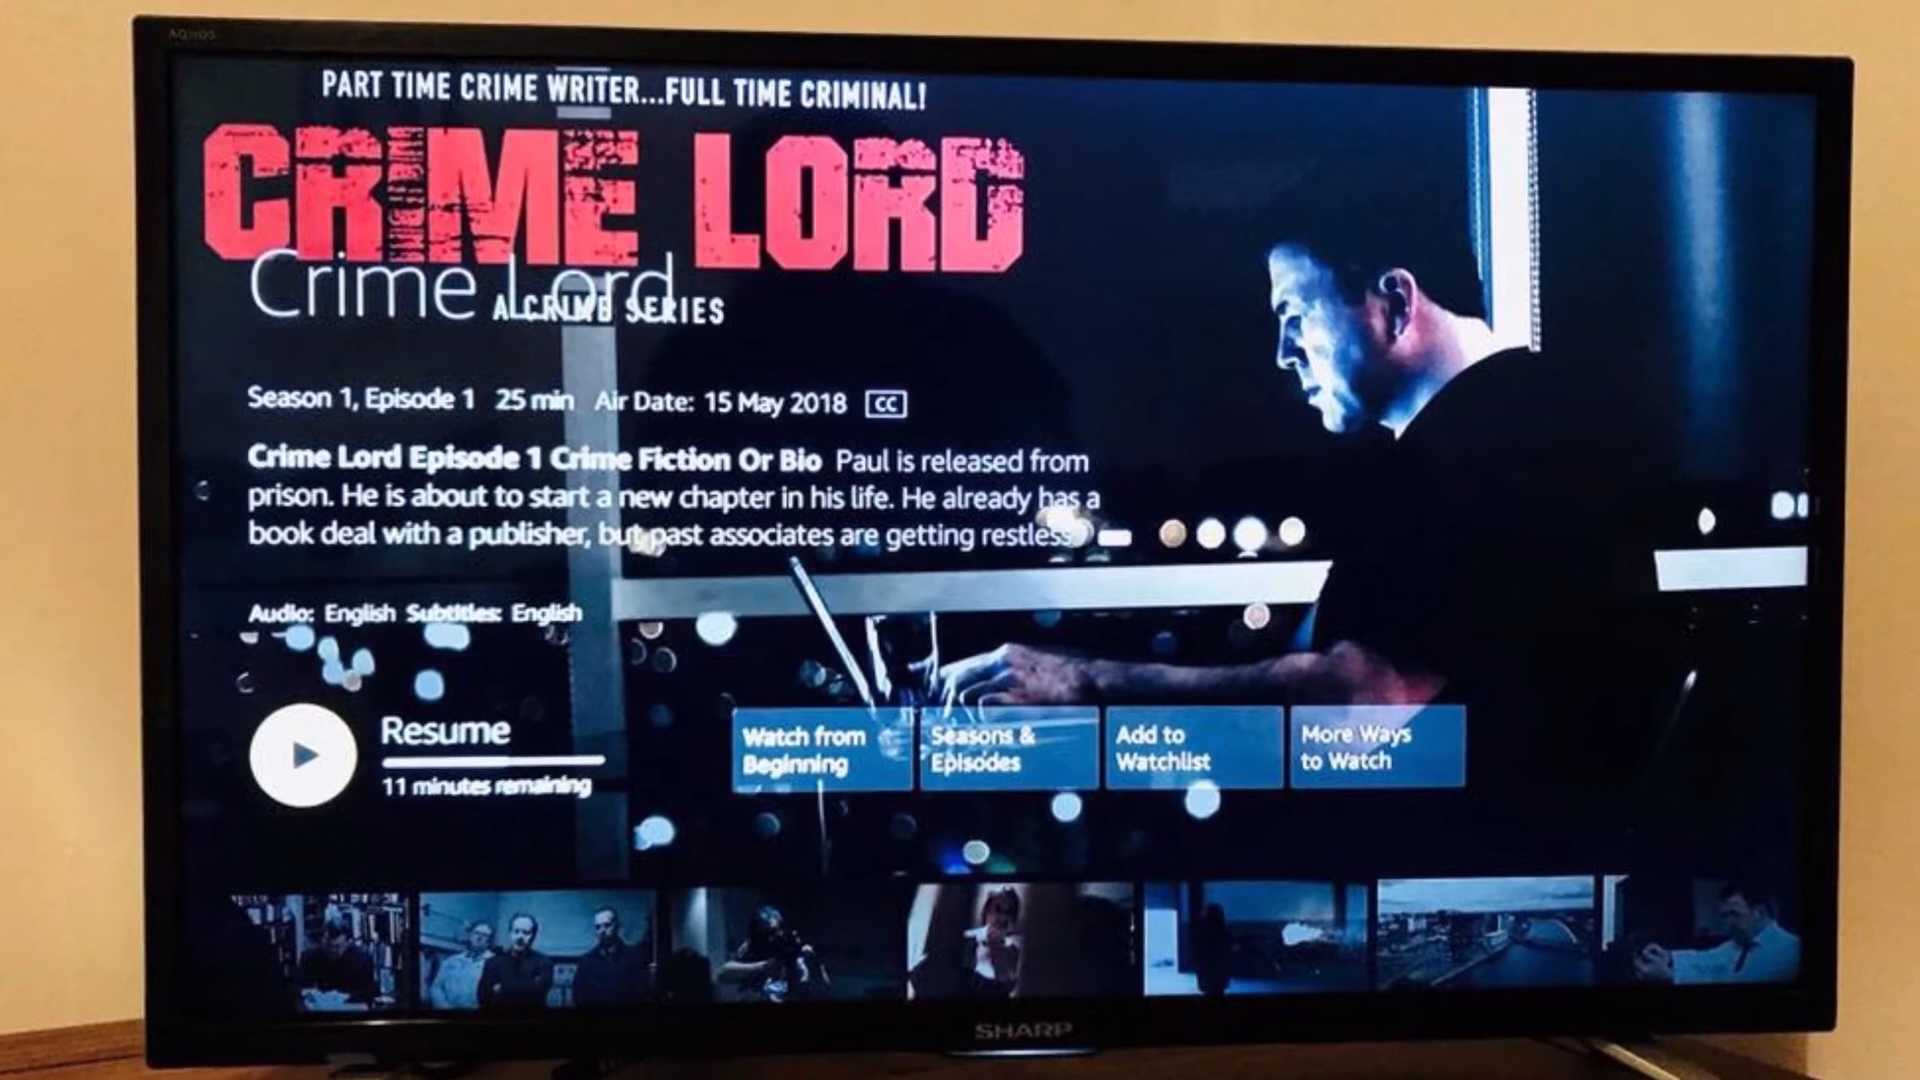 AQUOS
PART TIME CRIME WRITER...FULL TIME CRIMINAL!
CRIME LORD
Crime Lord
A CRIME SERIES
Season 1, Episode 1 25 min Air Date: 15 May 2018 CC
Crime Lord Episode 1 Crime Fiction Or Bio Paul is released from
prison. He is about to start a new chapter in his life. He already has a
book deal with a publisher, but past associates are getting restless.
Audio: English Subtitles: English
Resume
11 minutes remaining
Watch from
Beginning
Seasons &
Episodes
Add to
Watchlist
More Ways
to Watch
SHARP